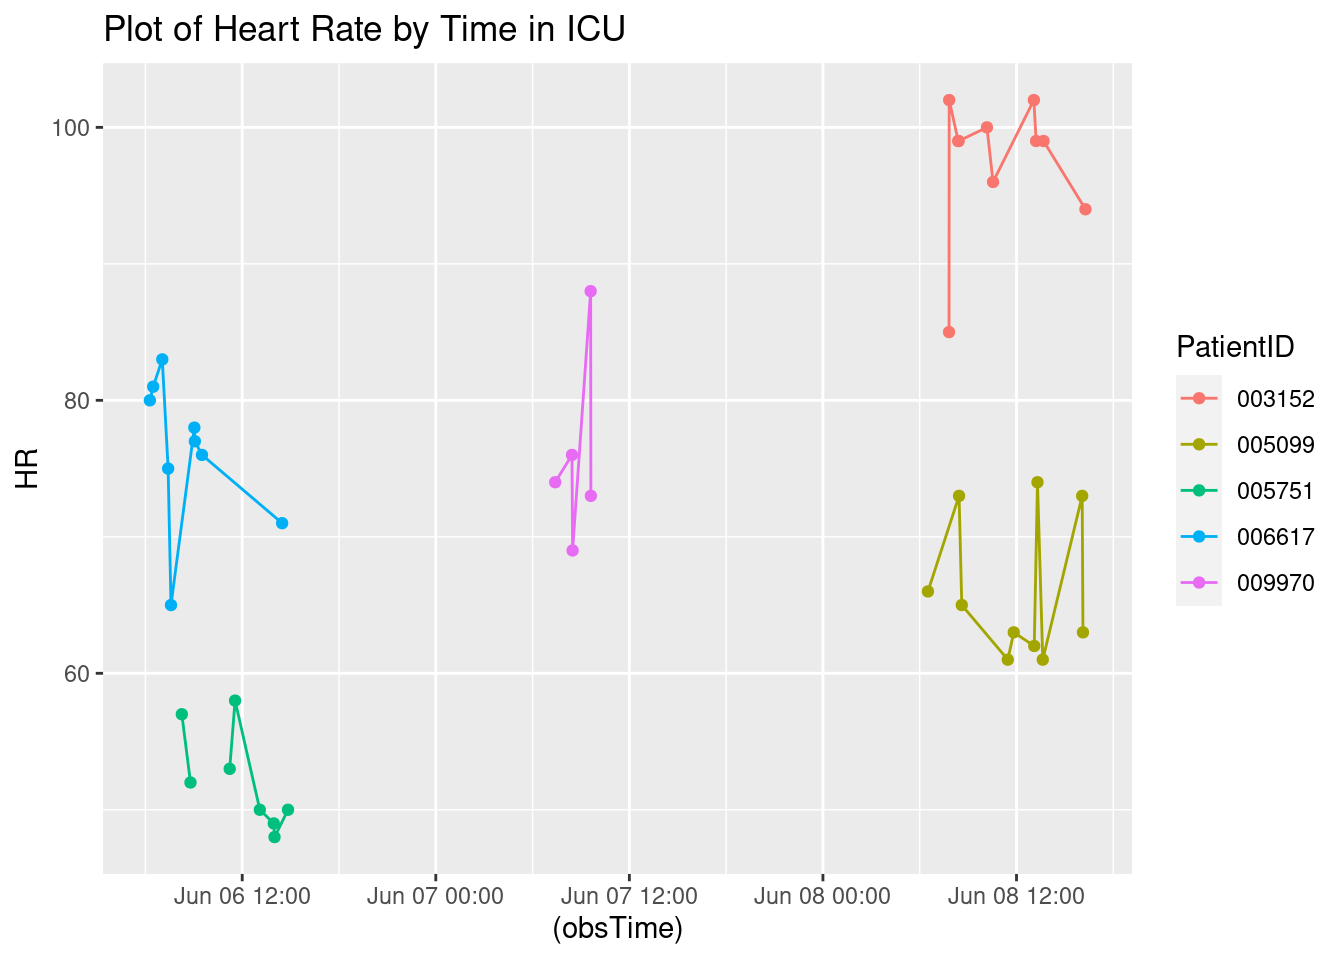 Plot of Heart Rate by Time in ICU
HR
100
80
60
Jun 06 12:00
Jun 07 00:00
Jun 07 12:00
Jun 08 00:00
Jun 08 12:00
(obsTime)
PatientID
003152
005099
005751
006617
009970